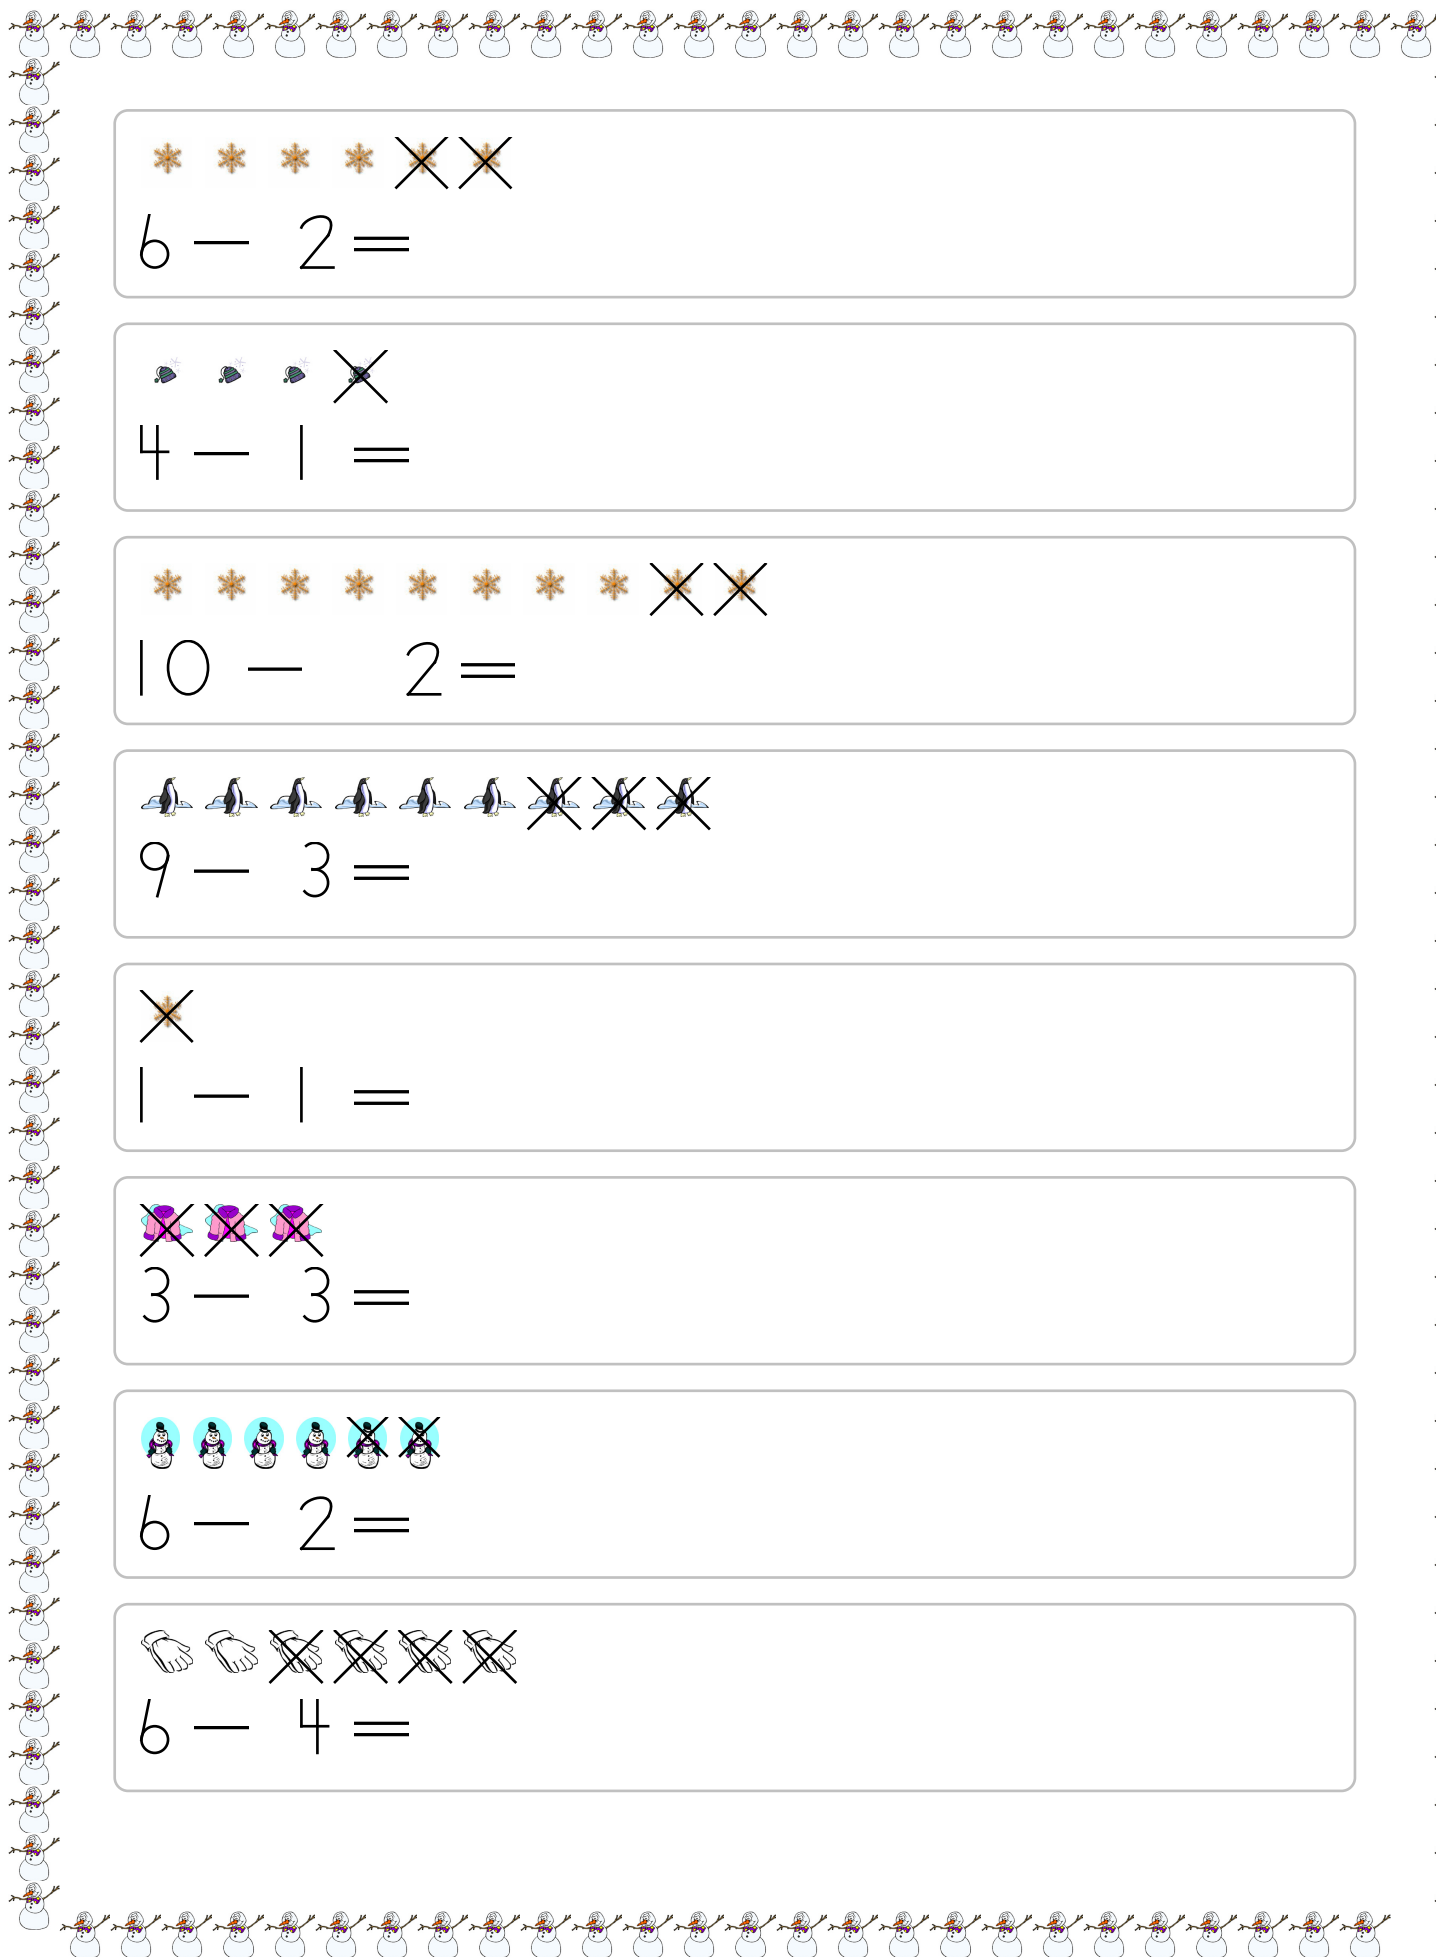 6 — 2 =
4 — 1 =
10 — 2 =
9 — 3 =
1 — 1 =
3 — 3 =
6 — 2 =
6 — 4 =